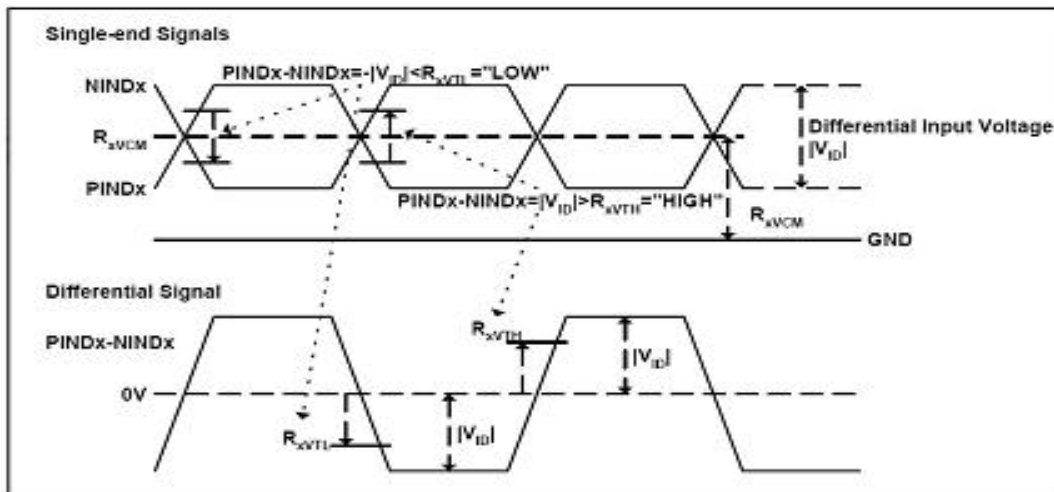 Single-end Signals
PINDx-NINDx=-|VID|<RxVTL="LOW"
NINDx
RxVCM
Differential Input Voltage
|VID|
PINDx
PINDx-NINDx=|VID|>RxVTH="HIGH"
RxVCM
GND
Differential Signal
RxVTH
PINDx-NINDx
|VID|
0V
RxVTL
|VID|